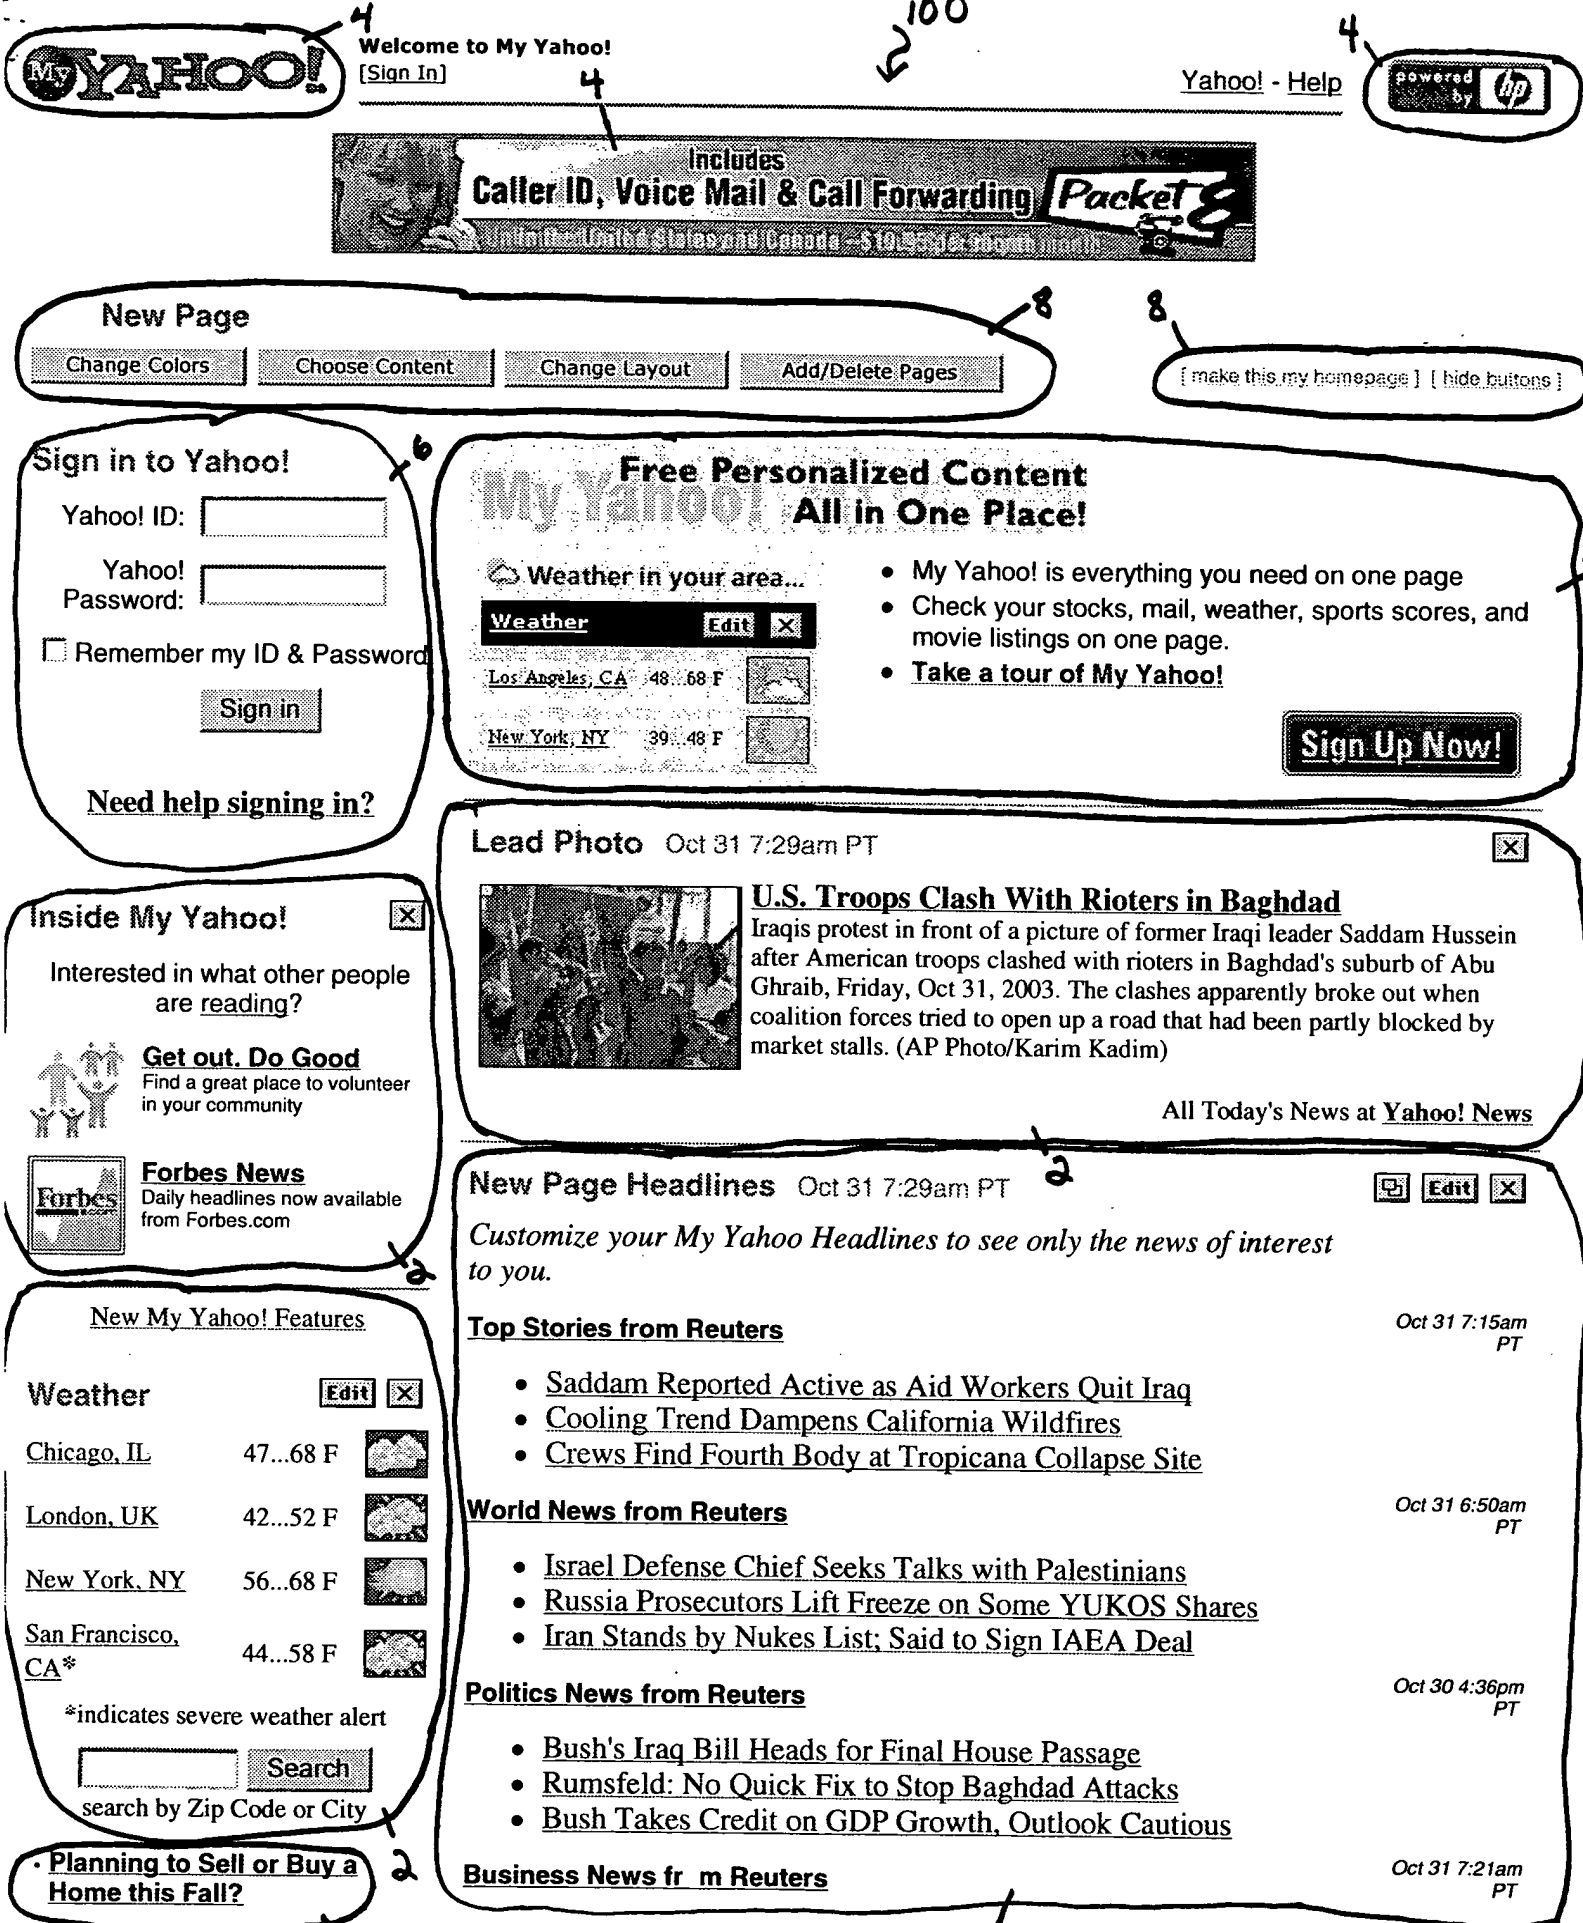 100
4
4
My YAHOO!
Welcome to My Yahoo!
[Sign In]
4
Yahoo! - Help
powered by hp
Includes
Caller ID, Voice Mail & Call Forwarding
Packet 8
Unlimited United States and Canada - $19.95 per month
New Page
8
8
Change Colors
Choose Content
Change Layout
Add/Delete Pages
[ make this my homepage ] [ hide buttons ]
Sign in to Yahoo!
6
Yahoo! ID:
Yahoo!
Password:
Remember my ID & Password
Sign in
Need help signing in?
My Yahoo!
Free Personalized Content
All in One Place!
Weather in your area...
Weather Edit X
Los Angeles, CA 48...68 F
New York, NY 39...48 F
• My Yahoo! is everything you need on one page
• Check your stocks, mail, weather, sports scores, and
movie listings on one page.
• Take a tour of My Yahoo!
Sign Up Now!
Lead Photo Oct 31 7:29am PT X
U.S. Troops Clash With Rioters in Baghdad
Iraqis protest in front of a picture of former Iraqi leader Saddam Hussein
after American troops clashed with rioters in Baghdad's suburb of Abu
Ghraib, Friday, Oct 31, 2003. The clashes apparently broke out when
coalition forces tried to open up a road that had been partly blocked by
market stalls. (AP Photo/Karim Kadim)
All Today's News at Yahoo! News
2
Inside My Yahoo! X
Interested in what other people
are reading?
Get out. Do Good
Find a great place to volunteer
in your community
Forbes.com
Forbes News
Daily headlines now available
from Forbes.com
2
New My Yahoo! Features
Weather Edit X
Chicago, IL 47...68 F
London, UK 42...52 F
New York, NY 56...68 F
San Francisco,
CA* 44...58 F
*indicates severe weather alert
Search
search by Zip Code or City
2
· Planning to Sell or Buy a
Home this Fall?
New Page Headlines Oct 31 7:29am PT Edit X
Customize your My Yahoo Headlines to see only the news of interest
to you.
Top Stories from Reuters Oct 31 7:15am
PT
• Saddam Reported Active as Aid Workers Quit Iraq
• Cooling Trend Dampens California Wildfires
• Crews Find Fourth Body at Tropicana Collapse Site
World News from Reuters Oct 31 6:50am
PT
• Israel Defense Chief Seeks Talks with Palestinians
• Russia Prosecutors Lift Freeze on Some YUKOS Shares
• Iran Stands by Nukes List; Said to Sign IAEA Deal
Politics News from Reuters Oct 30 4:36pm
PT
• Bush's Iraq Bill Heads for Final House Passage
• Rumsfeld: No Quick Fix to Stop Baghdad Attacks
• Bush Takes Credit on GDP Growth, Outlook Cautious
Business News fr m Reuters Oct 31 7:21am
PT